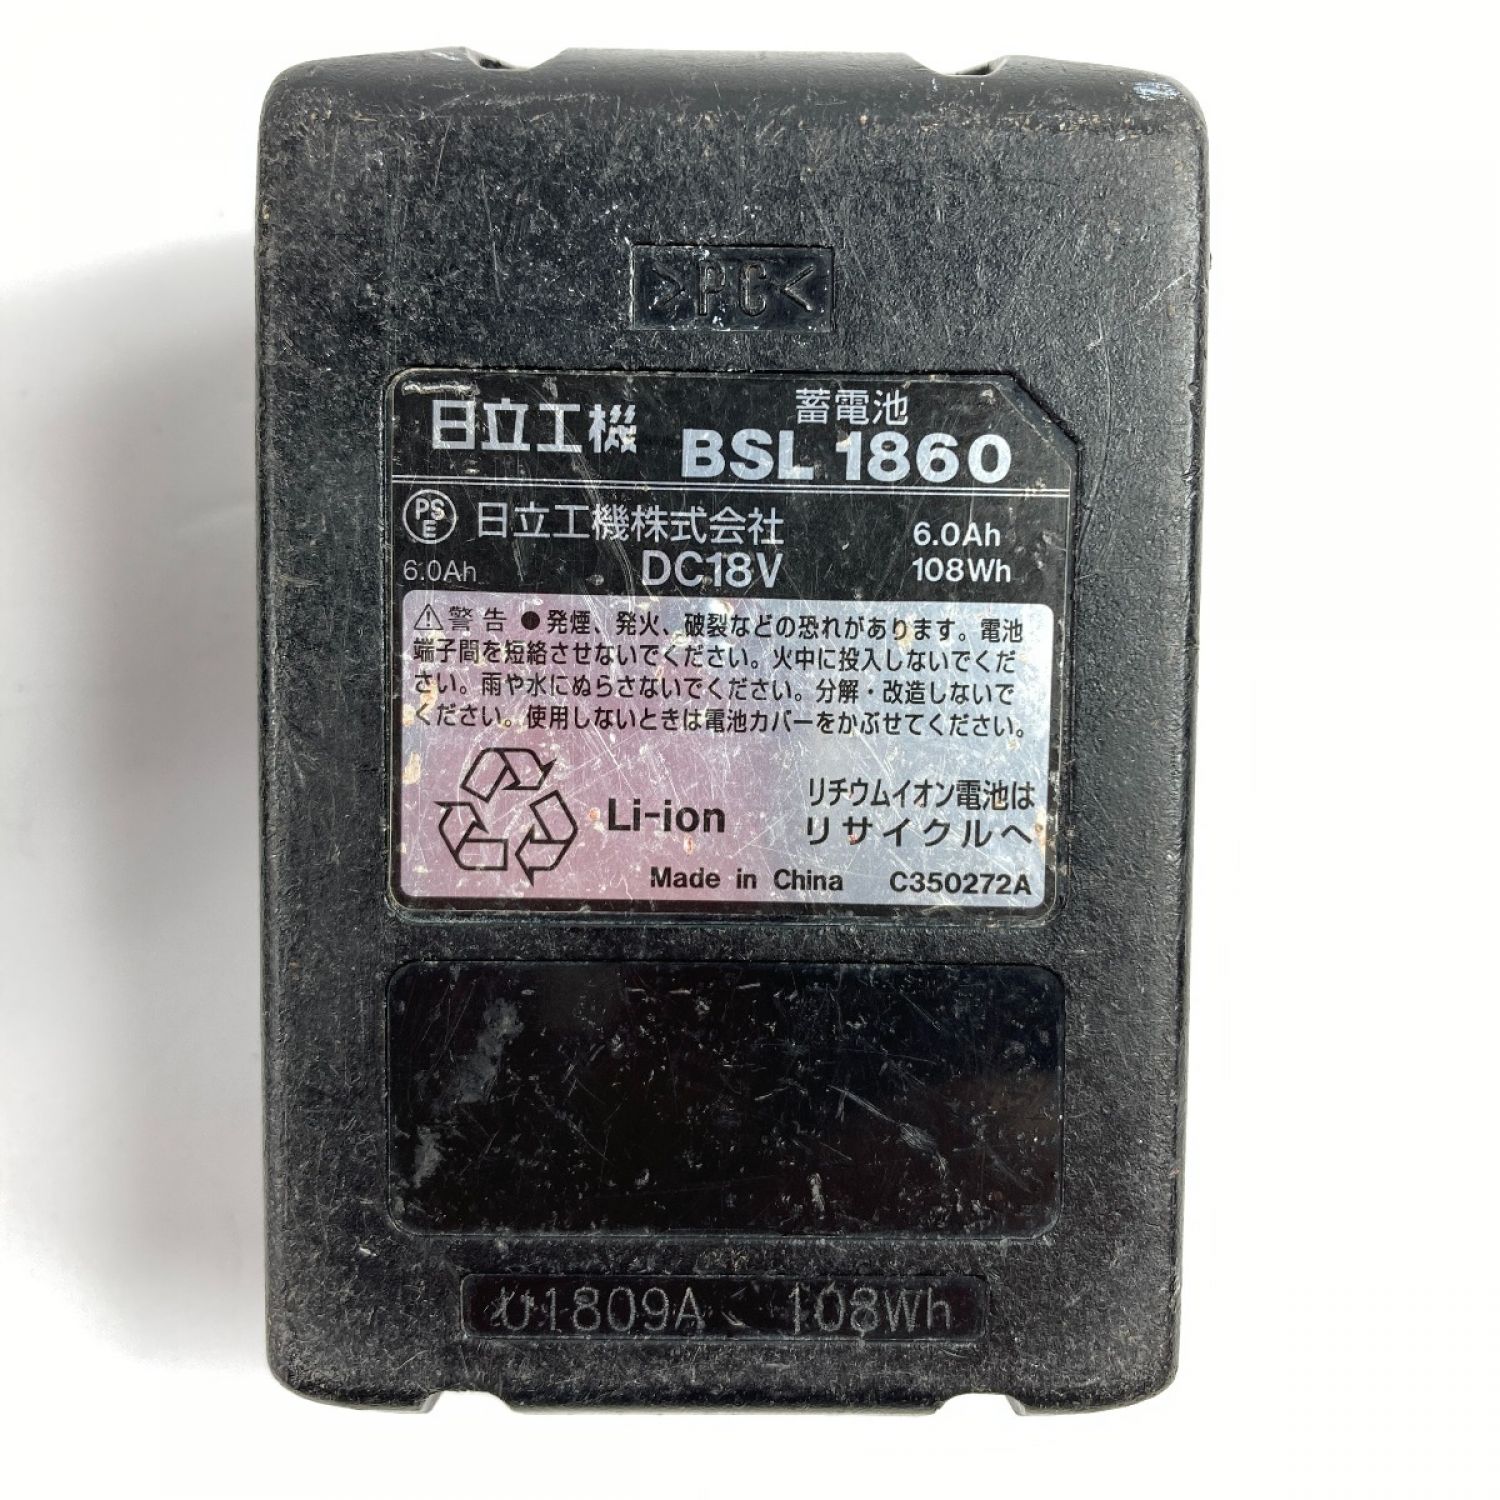 >PC<
日立工機
蓄電池
BSL 1860
PSE 日立工機株式会社
6.0Ah
6.0Ah
DC18V
108Wh
⚠警告 ●発煙、発火、破裂などの恐れがあります。電池
端子間を短絡させないでください。火中に投入しないでくだ
さい。雨や水にぬらさないでください。分解・改造しないで
ください。使用しないときは電池カバーをかぶせてください。
Li-ion
リチウムイオン電池は
リサイクルへ
Made in China C350272A
U1809A 108Wh